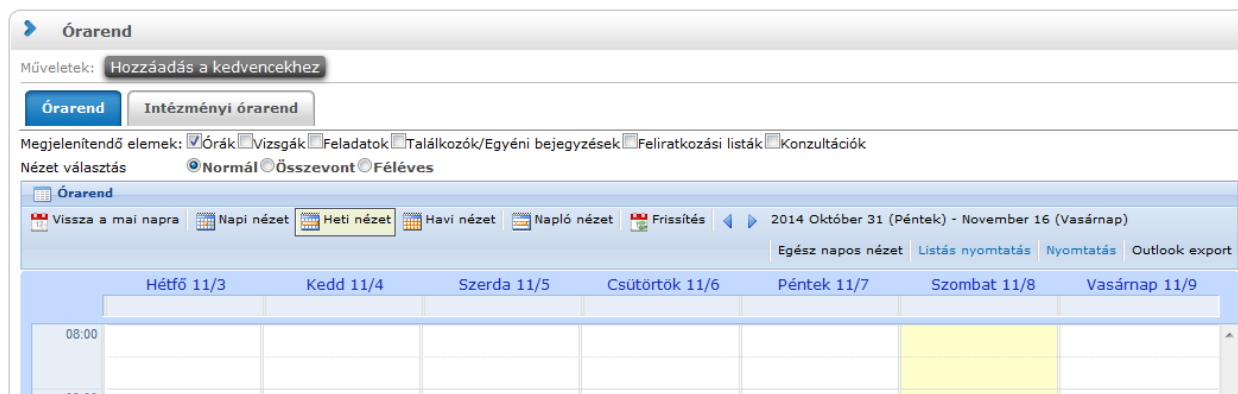 Órarend
Műveletek: Hozzáadás a kedvencekhez
Órarend Intézményi órarend
Megjelenítendő elemek: Órák Vizsgák Feladatok Találkozók/Egyéni bejegyzések Feliratkozási listák Konzultációk
Nézet választás Normál Összevont Féléves
Órarend
Vissza a mai napra Napi nézet Heti nézet Havi nézet Napló nézet Frissítés 2014 Október 31 (Péntek) - November 16 (Vasárnap)
Egész napos nézet Listás nyomtatás Nyomtatás Outlook export
Hétfő 11/3 Kedd 11/4 Szerda 11/5 Csütörtök 11/6 Péntek 11/7 Szombat 11/8 Vasárnap 11/9
08:00